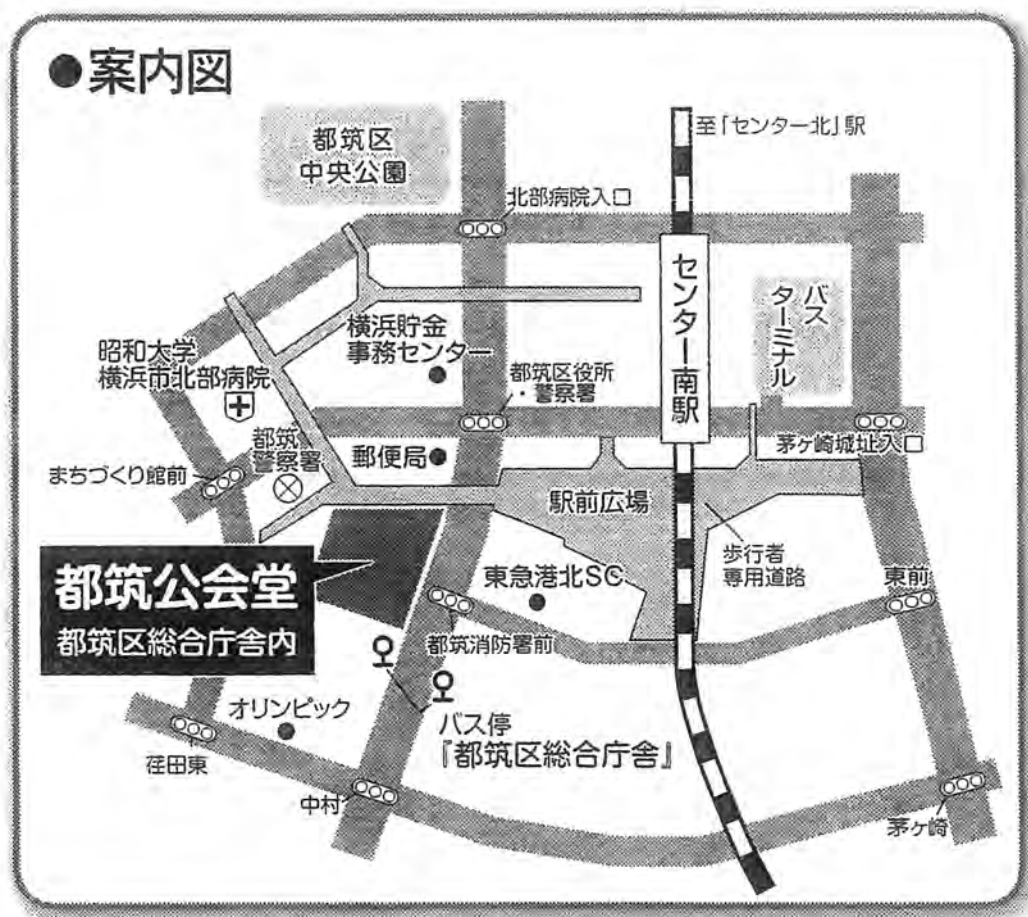 ●案内図
都筑区
中央公園
至「センター北」駅
北部病院入口
センター南駅
バス
ターミナル
横浜貯金
事務センター
昭和大学
横浜市北部病院
都筑区役所
・警察署
茅ヶ崎城址入口
都筑
警察署
郵便局
まちづくり館前
駅前広場
歩行者
専用道路
都筑公会堂
都筑区総合庁舎内
東急港北SC
東前
都筑消防署前
オリンピック
バス停
『都筑区総合庁舎』
荏田東
中村
茅ヶ崎